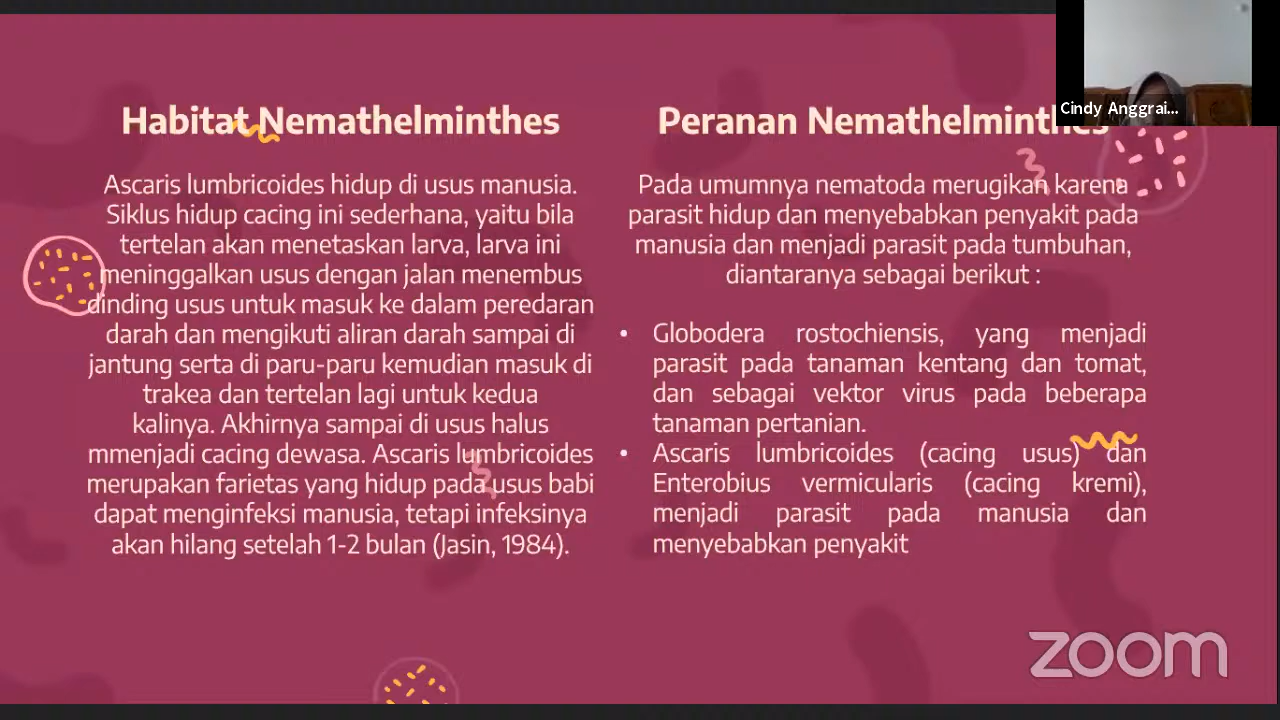 Habitat Nemathelminthes
Ascaris lumbricoides hidup di usus manusia.
Siklus hidup cacing ini sederhana, yaitu bila
tertelan akan menetaskan larva, larva ini
meninggalkan usus dengan jalan menembus
dinding usus untuk masuk ke dalam peredaran
darah dan mengikuti aliran darah sampai di
jantung serta di paru-paru kemudian masuk di
trakea dan tertelan lagi untuk kedua
kalinya. Akhirnya sampai di usus halus
mmenjadi cacing dewasa. Ascaris lumbricoides
merupakan farietas yang hidup pada usus babi
dapat menginfeksi manusia, tetapi infeksinya
akan hilang setelah 1-2 bulan (Jasin, 1984).
Peranan Nemathelminthes
Pada umumnya nematoda merugikan karena
parasit hidup dan menyebabkan penyakit pada
manusia dan menjadi parasit pada tumbuhan,
diantaranya sebagai berikut :
• Globodera rostochiensis, yang menjadi
parasit pada tanaman kentang dan tomat,
dan sebagai vektor virus pada beberapa
tanaman pertanian.
• Ascaris lumbricoides (cacing usus) dan
Enterobius vermicularis (cacing kremi),
menjadi parasit pada manusia dan
menyebabkan penyakit
Cindy Anggrai...
zoom